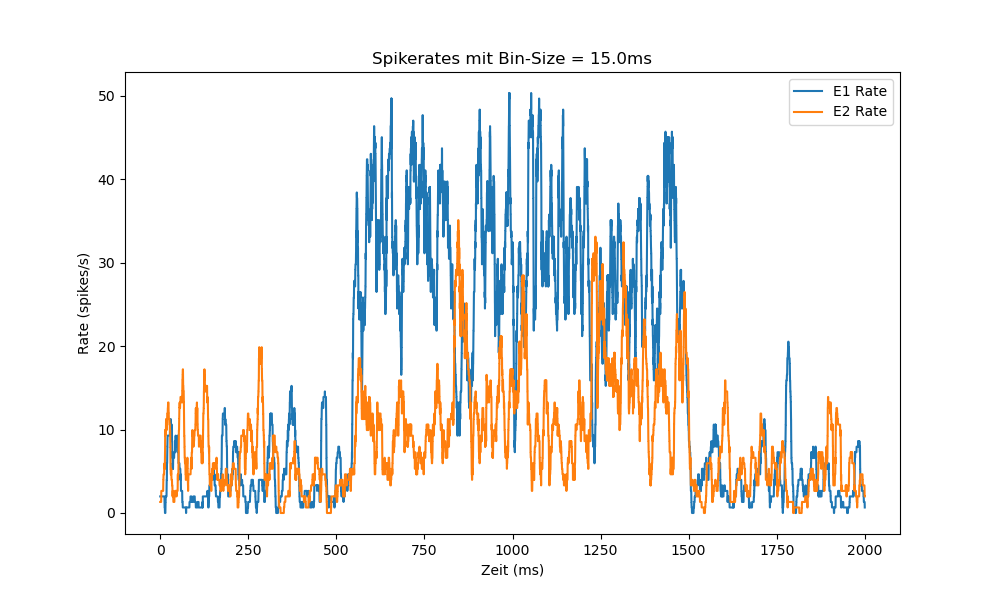 Spikerates mit Bin-Size = 15.0ms
E1 Rate
E2 Rate
50
40
30
20
10
0
Rate (spikes/s)
0 250 500 750 1000 1250 1500 1750 2000
Zeit (ms)